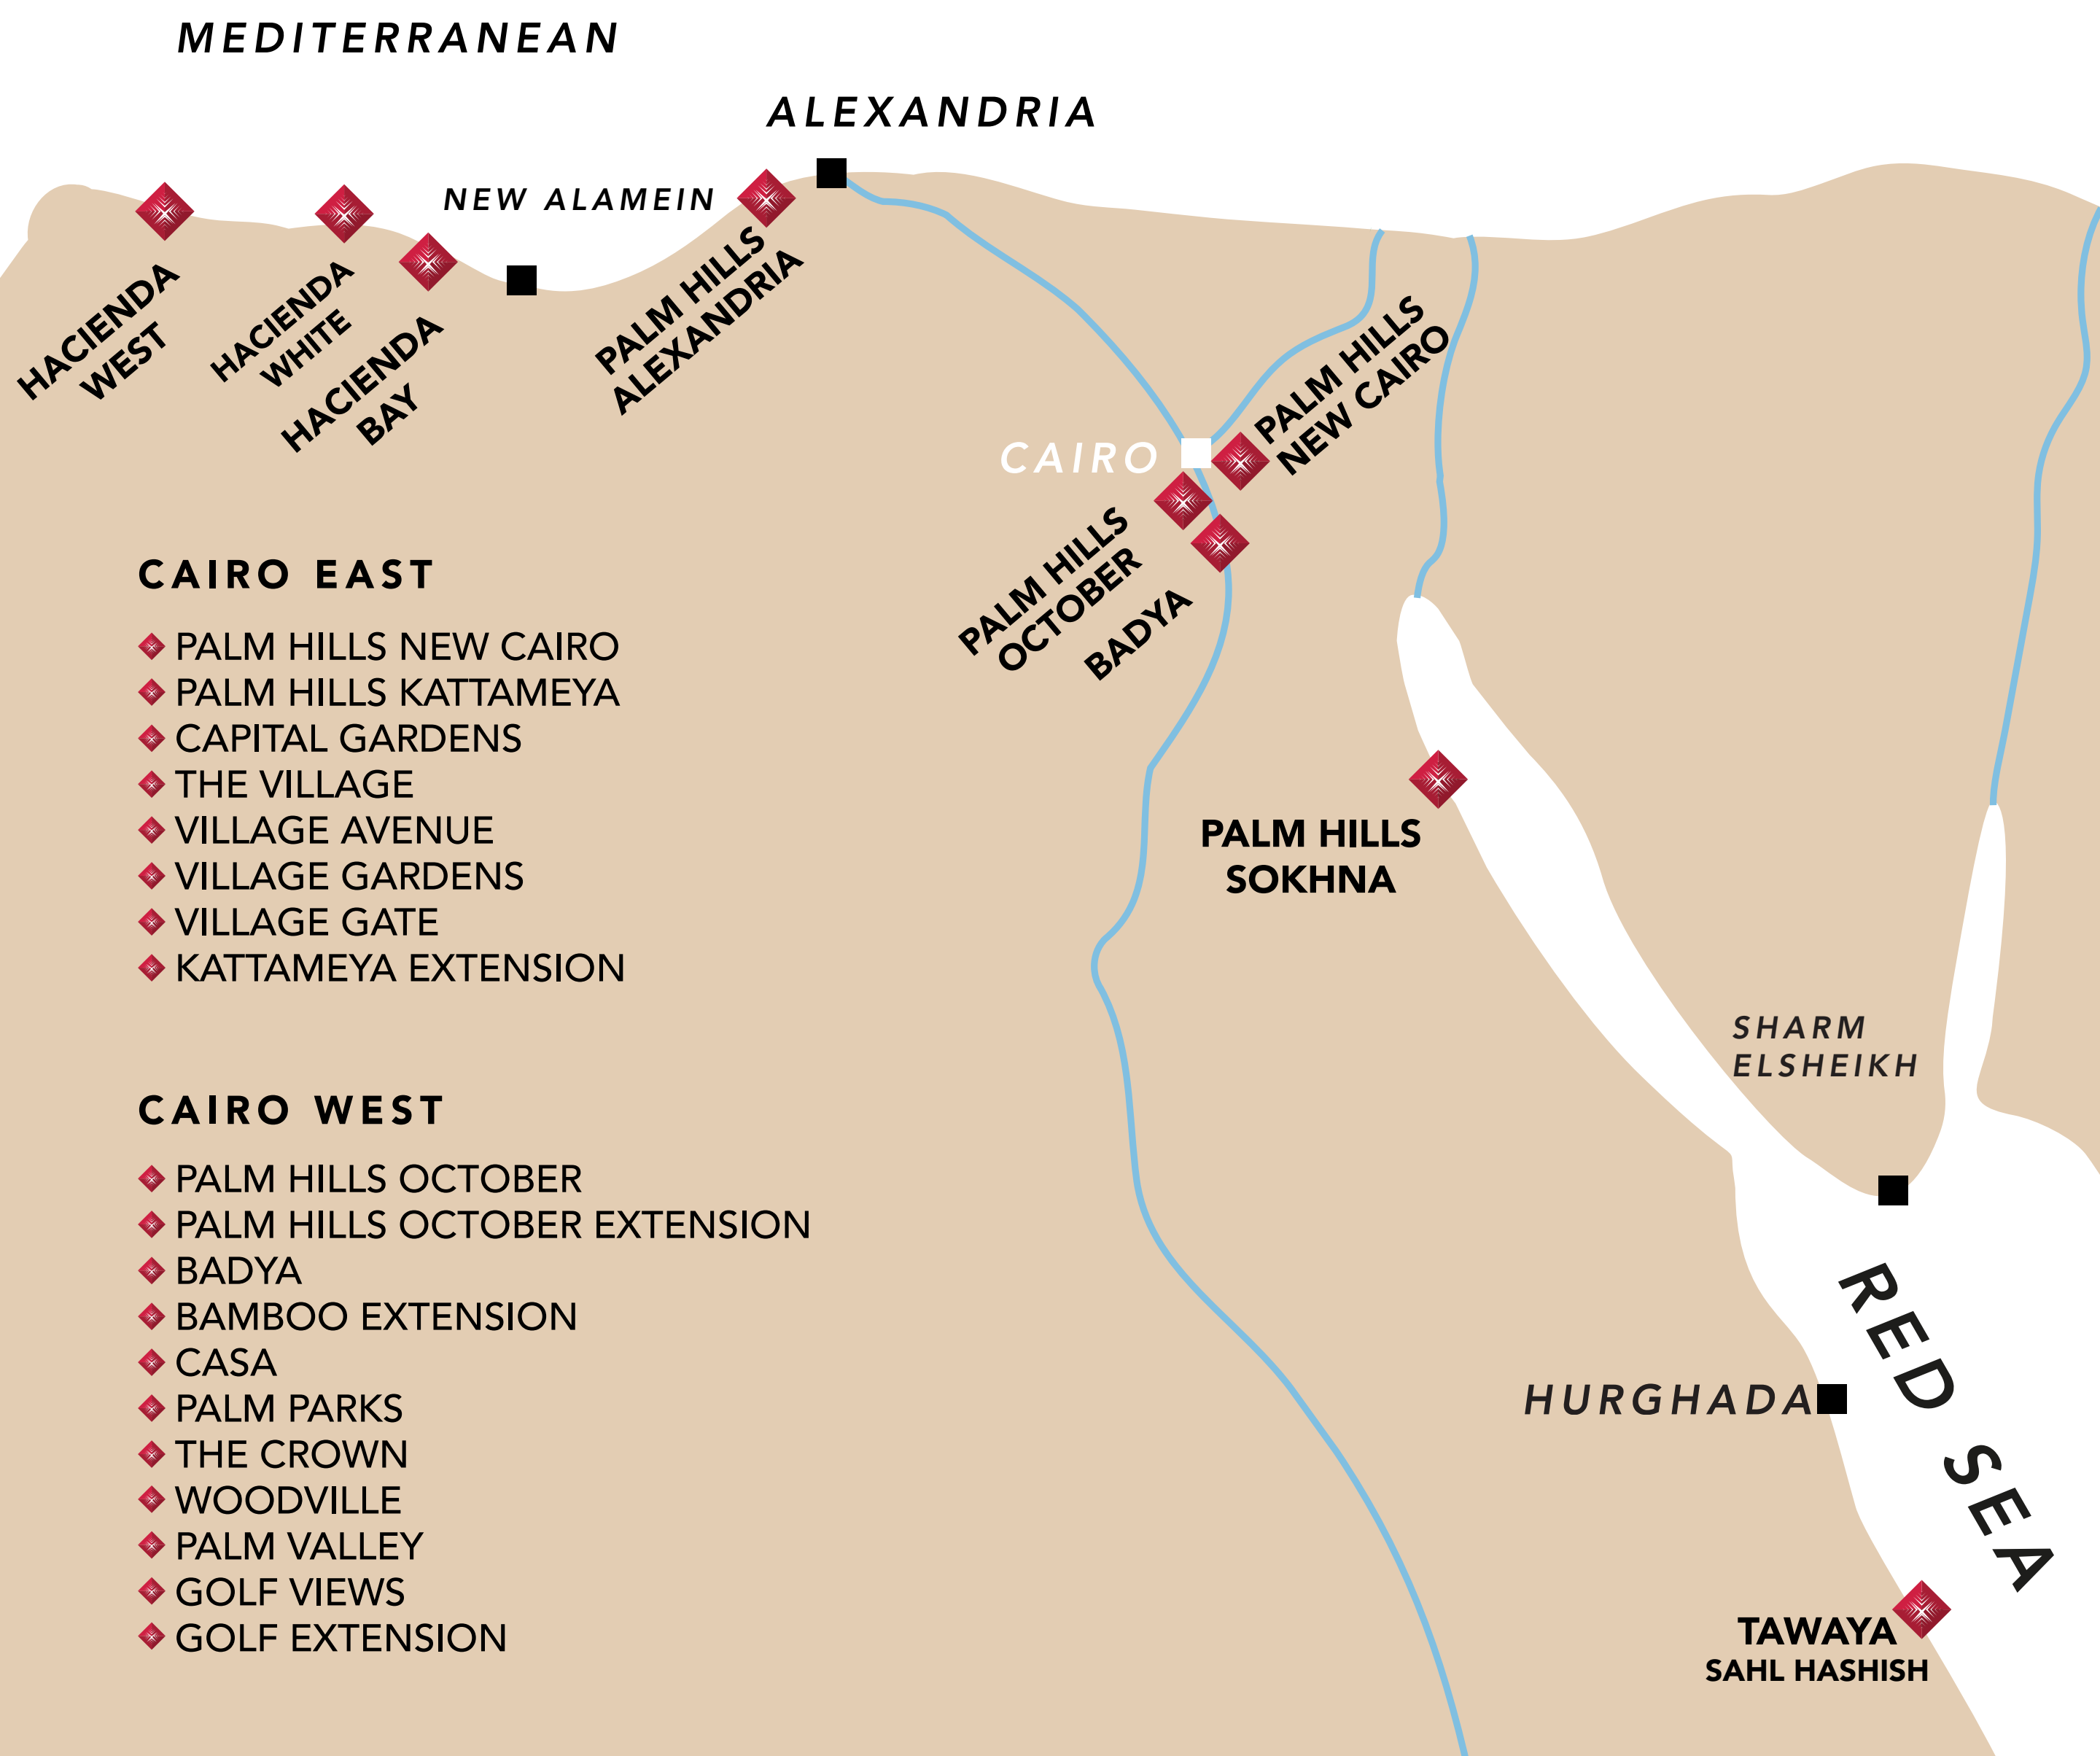 MEDITERRANEAN
ALEXANDRIA
NEW ALAMEIN
HACIENDA
WEST
HACIENDA
WHITE
HACIENDA
BAY
PALM HILLS
ALEXANDRIA
PALM HILLS
NEW CAIRO
CAIRO
PALM HILLS
OCTOBER
BADYA
CAIRO EAST
PALM HILLS NEW CAIRO
PALM HILLS KATTAMEYA
CAPITAL GARDENS
THE VILLAGE
VILLAGE AVENUE
VILLAGE GARDENS
VILLAGE GATE
KATTAMEYA EXTENSION
PALM HILLS
SOKHNA
SHARM
ELSHEIKH
CAIRO WEST
PALM HILLS OCTOBER
PALM HILLS OCTOBER EXTENSION
BADYA
BAMBOO EXTENSION
CASA
PALM PARKS
THE CROWN
WOODVILLE
PALM VALLEY
GOLF VIEWS
GOLF EXTENSION
RED SEA
HURGHADA
TAWAYA
SAHL HASHISH